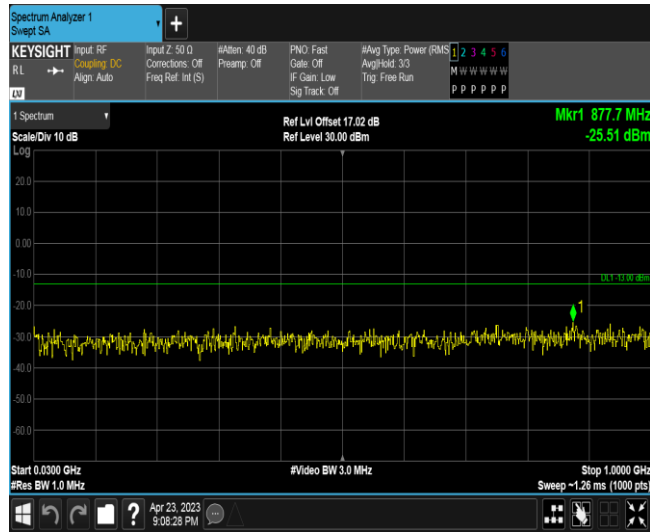 Spectrum Analyzer 1
Swept SA
+
KEYSIGHT
RL
LXI
Input: RF
Coupling: DC
Align: Auto
Input Z: 50 Ω
Corrections: Off
Freq Ref: Int (S)
#Atten: 40 dB
Preamp: Off
PNO: Fast
Gate: Off
IF Gain: Low
Sig Track: Off
#Avg Type: Power (RMS
Avg|Hold: 3/3
Trig: Free Run
1 2 3 4 5 6
M W W W W W
P P P P P P
1 Spectrum
Scale/Div 10 dB
Log
Ref Lvl Offset 17.02 dB
Ref Level 30.00 dBm
Mkr1 877.7 MHz
-25.51 dBm
20.0
10.0
0.00
-10.0
DL1 -13.00 dBm
-20.0
1
-30.0
-40.0
-50.0
-60.0
Start 0.0300 GHz
#Res BW 1.0 MHz
#Video BW 3.0 MHz
Stop 1.0000 GHz
Sweep ~1.26 ms (1000 pts)
?
Apr 23, 2023
9:08:28 PM